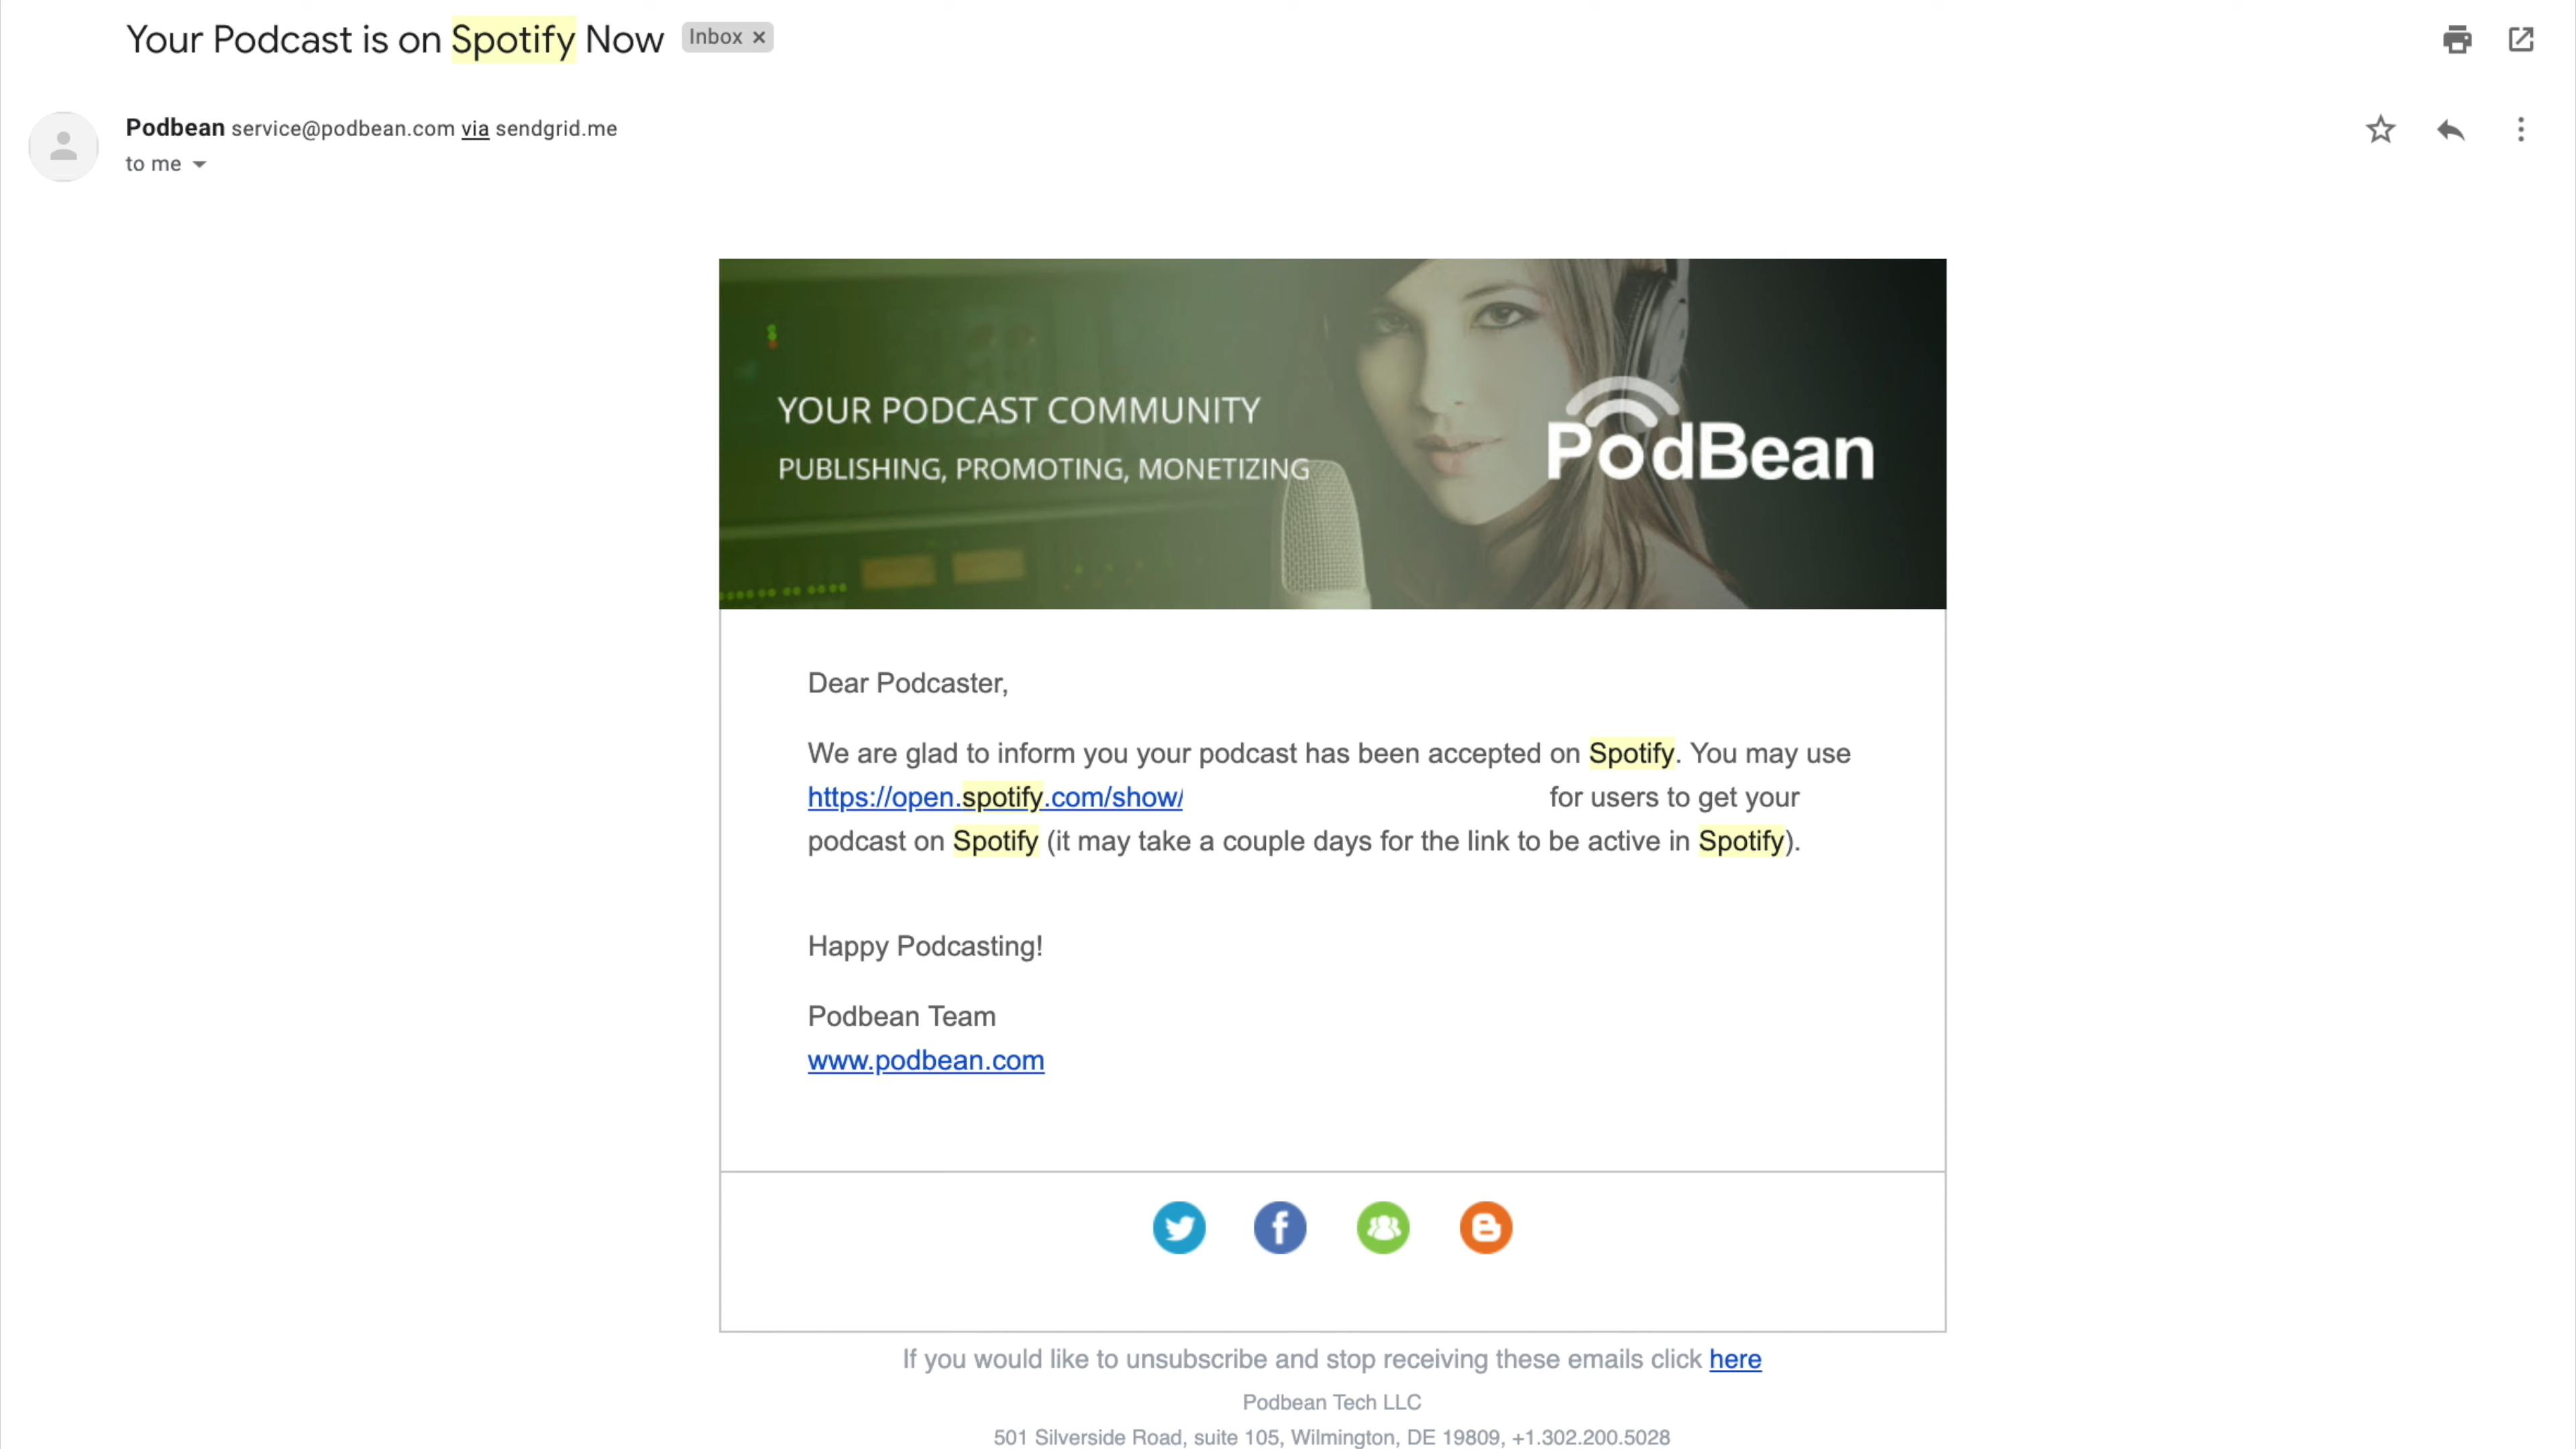 Your Podcast is on Spotify Now Inbox ×
Podbean service@podbean.com via sendgrid.me
to me
YOUR PODCAST COMMUNITY
PUBLISHING, PROMOTING, MONETIZING
PodBean
Dear Podcaster,
We are glad to inform you your podcast has been accepted on Spotify. You may use
https://open.spotify.com/show/ for users to get your
podcast on Spotify (it may take a couple days for the link to be active in Spotify).
Happy Podcasting!
Podbean Team
www.podbean.com
If you would like to unsubscribe and stop receiving these emails click here
Podbean Tech LLC
501 Silverside Road, suite 105, Wilmington, DE 19809, +1.302.200.5028